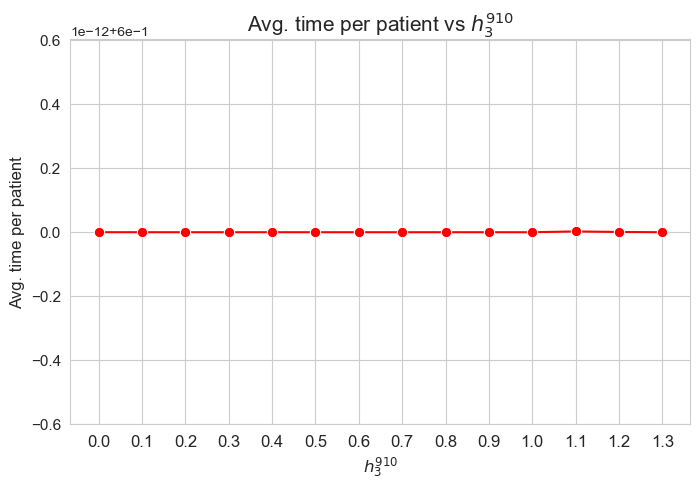 Avg. time per patient vs $h_3^{910}$
1e−12+6e−1
0.6
0.4
0.2
0.0
−0.2
−0.4
−0.6
Avg. time per patient
0.0 0.1 0.2 0.3 0.4 0.5 0.6 0.7 0.8 0.9 1.0 1.1 1.2 1.3
$h_3^{910}$